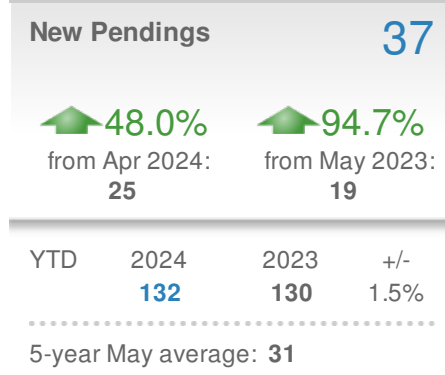 New Pendings 37
48.0% 94.7%
from Apr 2024: from May 2023:
25 19
YTD 2024 2023 +/-
132 130 1.5%
5-year May average: 31